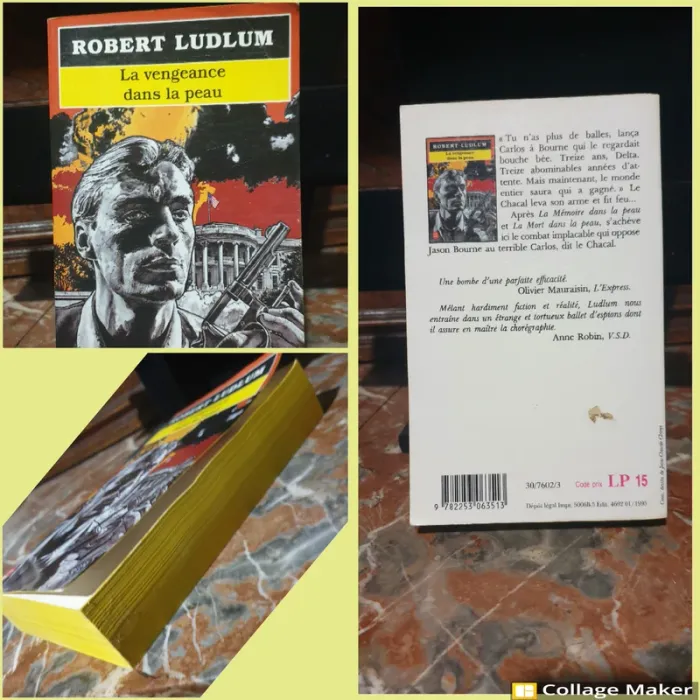 ROBERT LUDLUM
La vengeance
dans la peau
ROBERT LUDLUM
La vengeance
dans la peau
« Tu n'as plus de balles, lança
Carlos à Bourne qui le regardait
bouche bée. Treize ans, Delta.
Treize abominables années d'at-
tente. Mais maintenant, le monde
entier saura qui a gagné. » Le
Chacal leva son arme et fit feu...
Après La Mémoire dans la peau
et La Mort dans la peau, s'achève
ici le combat implacable qui oppose
Jason Bourne au terrible Carlos, dit le Chacal.
Une bombe d'une parfaite efficacité.
Olivier Mauraisin, L'Express.
Mêlant hardiment fiction et réalité, Ludlum nous
entraîne dans un étrange et tortueux ballet d'espions dont
il assure en maître la chorégraphie.
Anne Robin, V.S.D.
30/7602/3
Code prix LP 15
9 782253 063513
Dépôt légal Impr.
ROBERT LUDLUM
Collage Maker